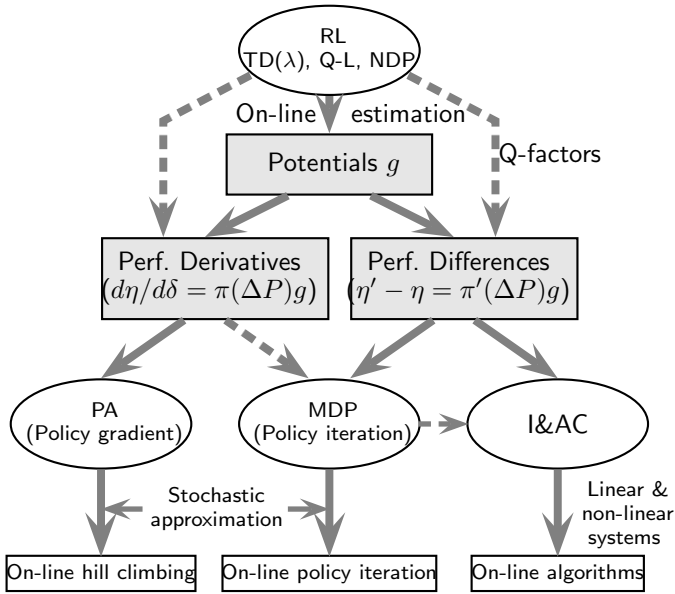 RL
TD(λ), Q-L, NDP
On-line estimation
Potentials g
Q-factors
Perf. Derivatives
(dη/dδ = π(ΔP)g)
Perf. Differences
(η′ − η = π′(ΔP)g)
PA
(Policy gradient)
MDP
(Policy iteration)
I&AC
Stochastic
approximation
Linear &
non-linear
systems
On-line hill climbing
On-line policy iteration
On-line algorithms